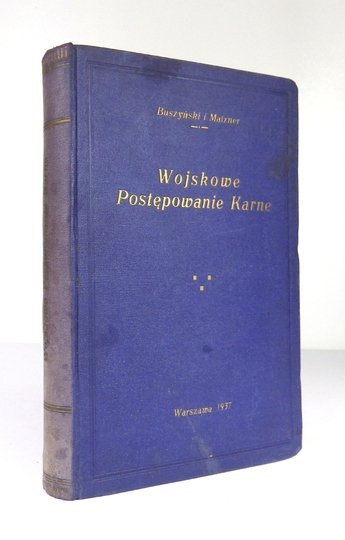 Buszyński i Matzner
Wojskowe
Postępowanie Karne
Warszawa 1937